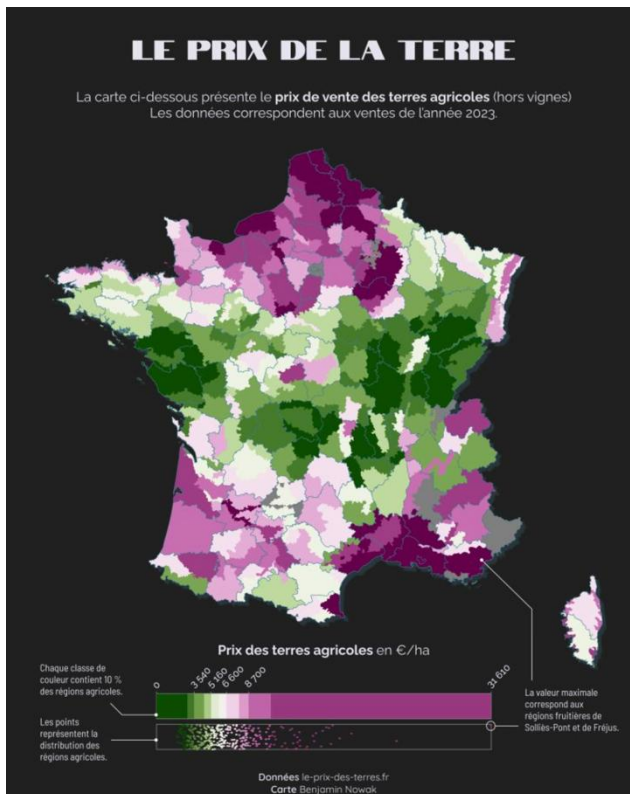 LE PRIX DE LA TERRE
La carte ci-dessous présente le prix de vente des terres agricoles (hors vignes)
Les données correspondent aux ventes de l'année 2023.
Prix des terres agricoles en €/ha
Chaque classe de
couleur contient 10 %
des régions agricoles.
0
3 540
5 160
6 600
8 700
31 610
Les points
représentent la
distribution des
régions agricoles.
La valeur maximale
correspond aux
régions fruitières de
Solliès-Pont et de Fréjus.
Données le-prix-des-terres.fr
Carte Benjamin Nowak